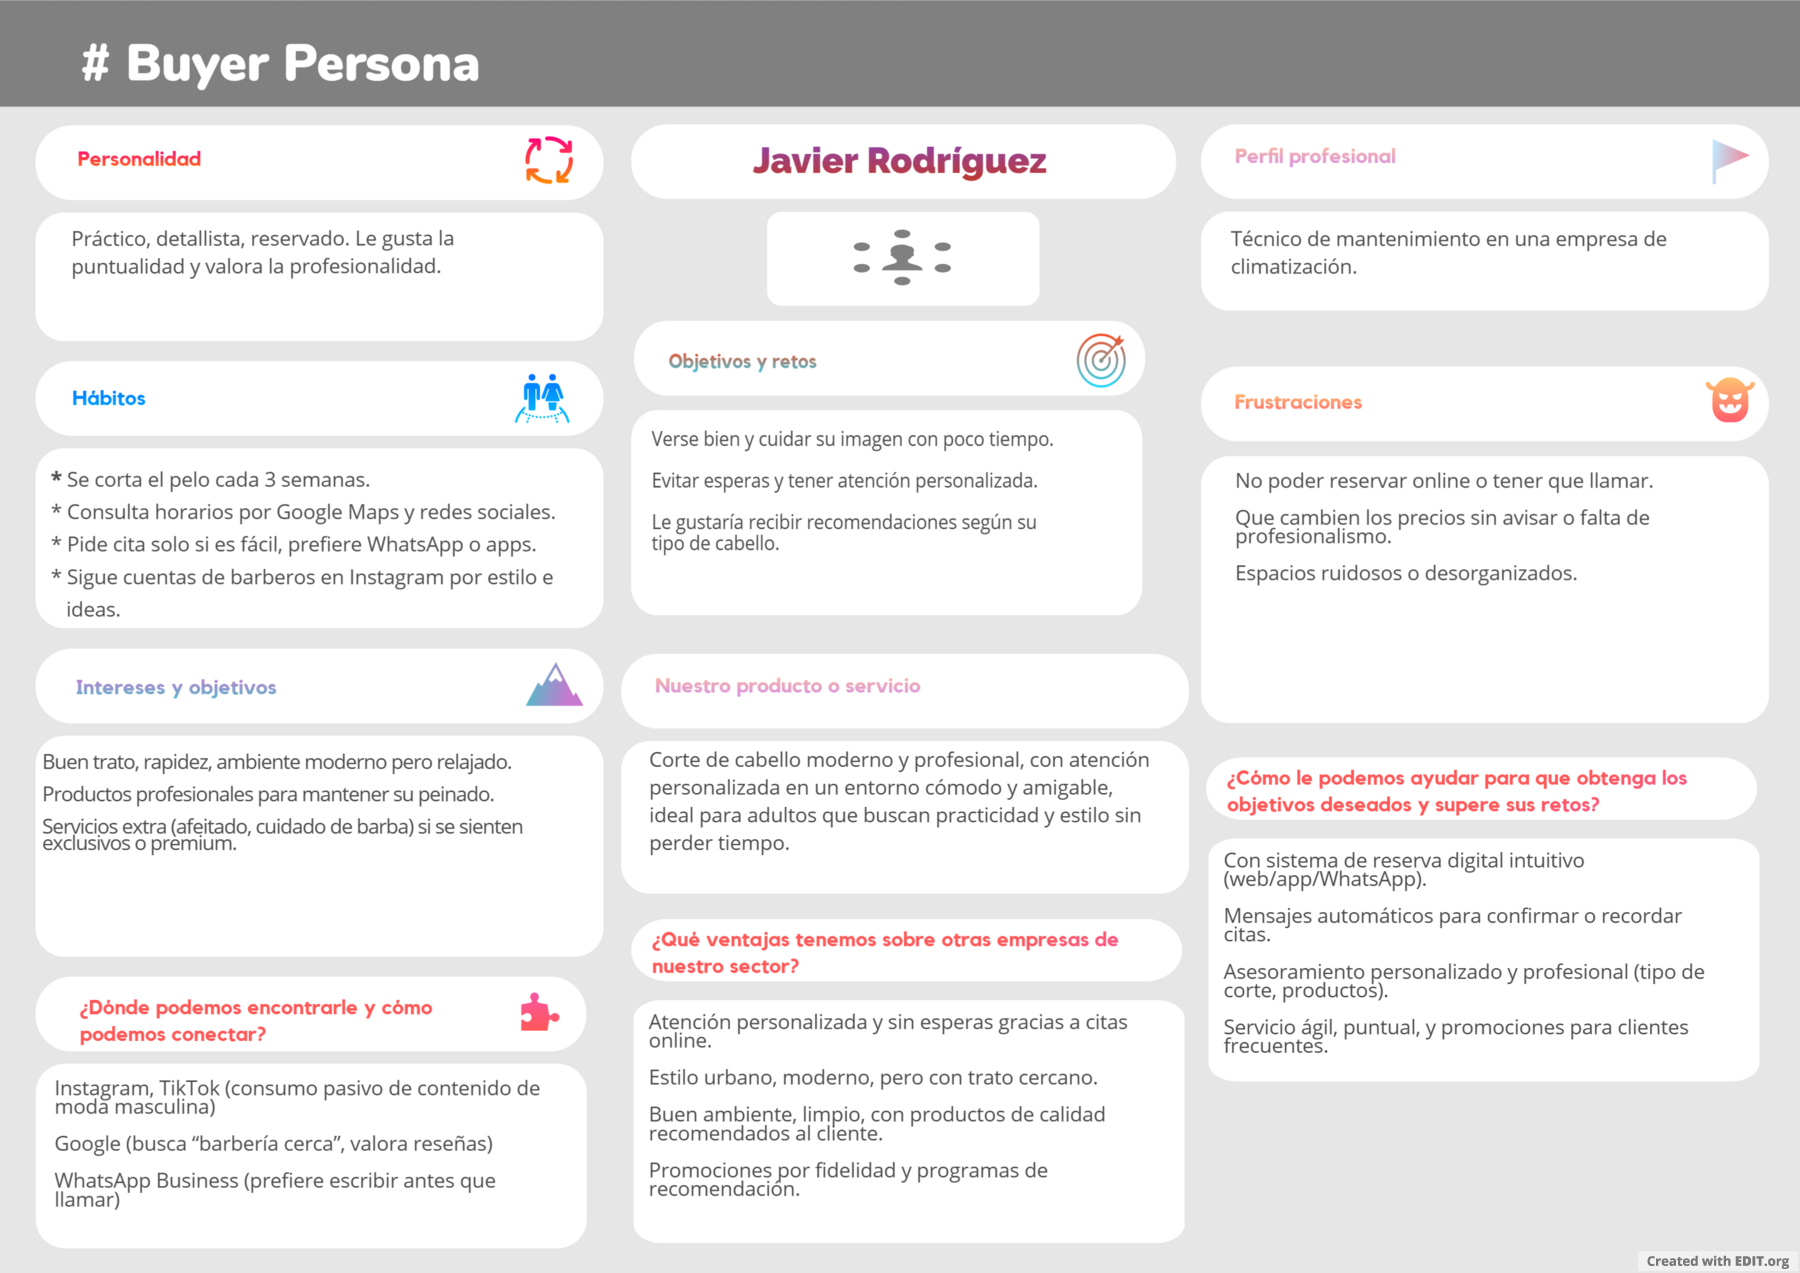 # Buyer Persona
Personalidad
Práctico, detallista, reservado. Le gusta la
puntualidad y valora la profesionalidad.
Hábitos
* Se corta el pelo cada 3 semanas.
* Consulta horarios por Google Maps y redes sociales.
* Pide cita solo si es fácil, prefiere WhatsApp o apps.
* Sigue cuentas de barberos en Instagram por estilo e
ideas.
Intereses y objetivos
Buen trato, rapidez, ambiente moderno pero relajado.
Productos profesionales para mantener su peinado.
Servicios extra (afeitado, cuidado de barba) si se sienten
exclusivos o premium.
¿Dónde podemos encontrarle y cómo
podemos conectar?
Instagram, TikTok (consumo pasivo de contenido de
moda masculina)
Google (busca “barbería cerca”, valora reseñas)
WhatsApp Business (prefiere escribir antes que
llamar)
Javier Rodríguez
Objetivos y retos
Verse bien y cuidar su imagen con poco tiempo.
Evitar esperas y tener atención personalizada.
Le gustaría recibir recomendaciones según su
tipo de cabello.
Nuestro producto o servicio
Corte de cabello moderno y profesional, con atención
personalizada en un entorno cómodo y amigable,
ideal para adultos que buscan practicidad y estilo sin
perder tiempo.
¿Qué ventajas tenemos sobre otras empresas de
nuestro sector?
Atención personalizada y sin esperas gracias a citas
online.
Estilo urbano, moderno, pero con trato cercano.
Buen ambiente, limpio, con productos de calidad
recomendados al cliente.
Promociones por fidelidad y programas de
recomendación.
Perfil profesional
Técnico de mantenimiento en una empresa de
climatización.
Frustraciones
No poder reservar online o tener que llamar.
Que cambien los precios sin avisar o falta de
profesionalismo.
Espacios ruidosos o desorganizados.
¿Cómo le podemos ayudar para que obtenga los
objetivos deseados y supere sus retos?
Con sistema de reserva digital intuitivo
(web/app/WhatsApp).
Mensajes automáticos para confirmar o recordar
citas.
Asesoramiento personalizado y profesional (tipo de
corte, productos).
Servicio ágil, puntual, y promociones para clientes
frecuentes.
Created with EDIT.org